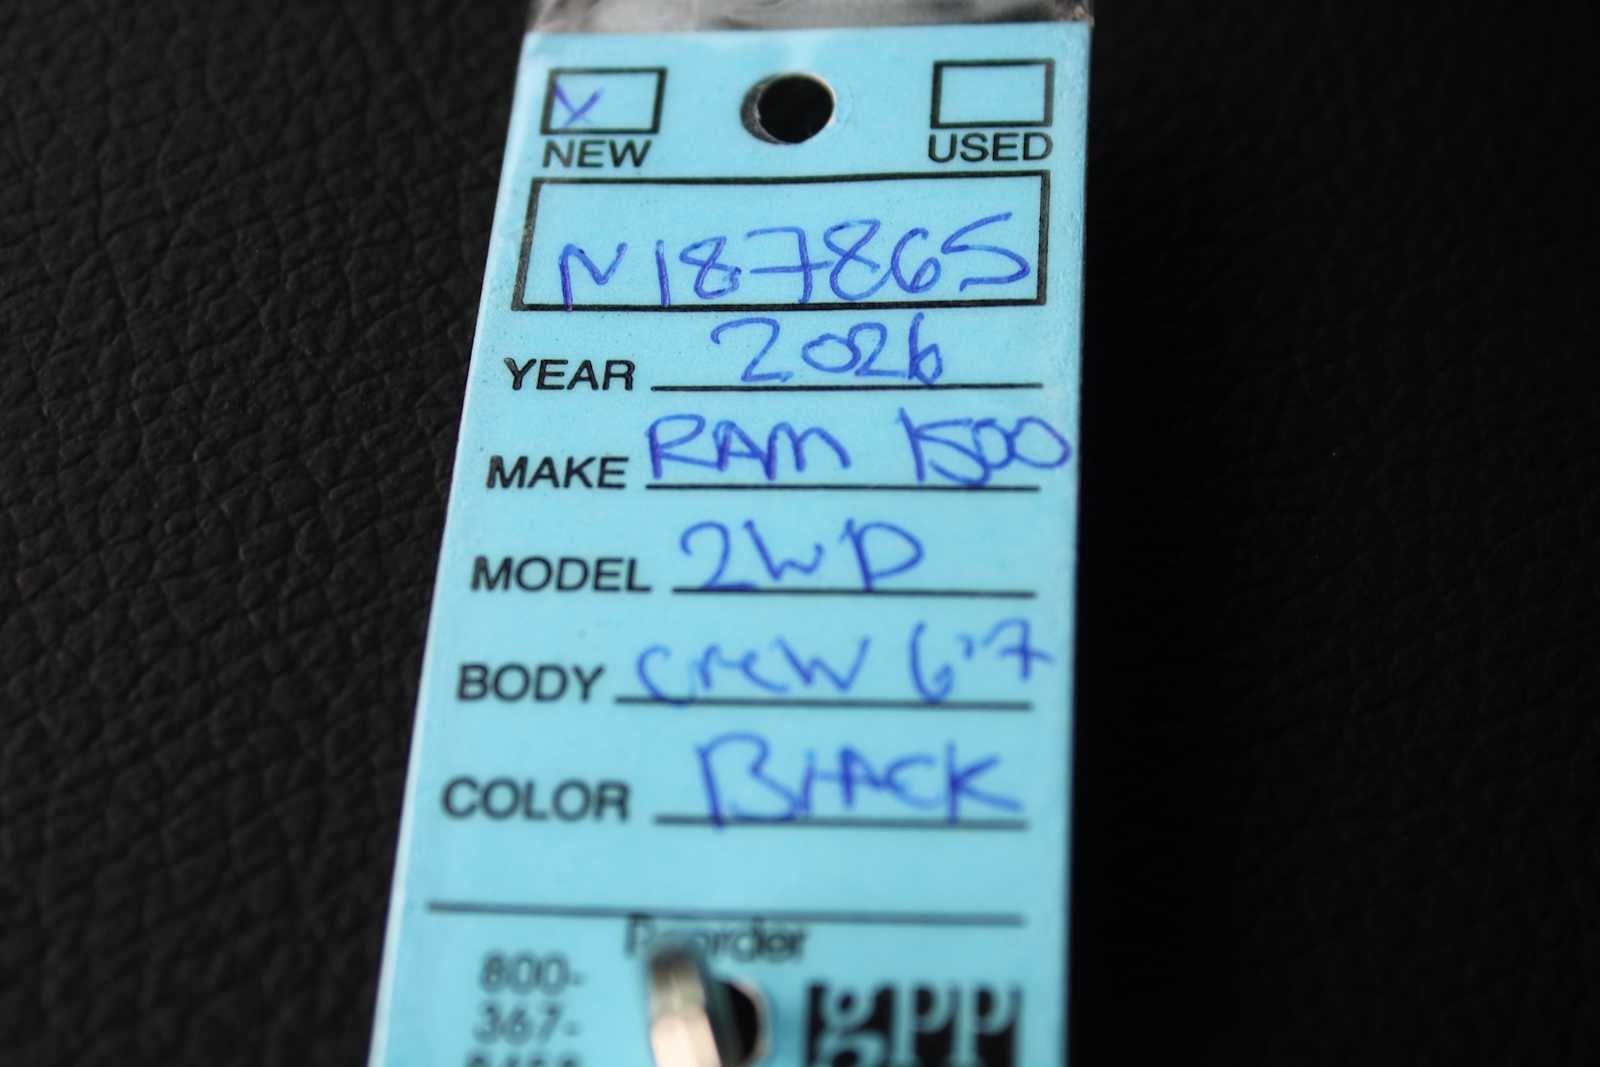 X
NEW USED
N187865
YEAR 2026
MAKE RAM 1500
MODEL 2WD
BODY Crew 6'7
COLOR BLACK
Reorder
800-
367-
gpp